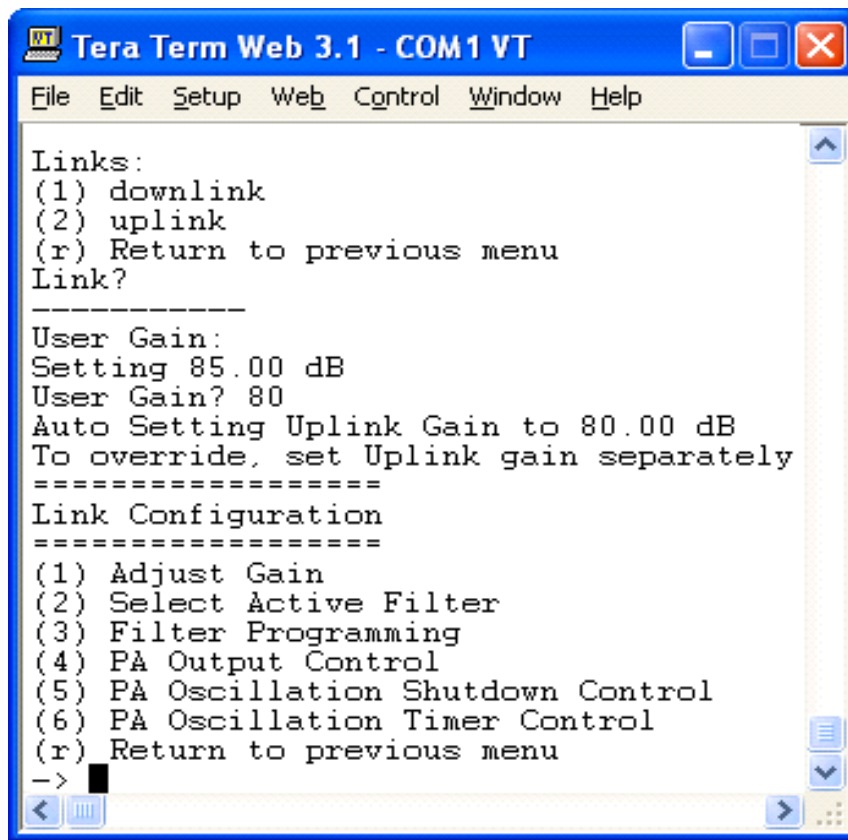 Tera Term Web 3.1 - COM1 VT
File Edit Setup Web Control Window Help
Links:
(1) downlink
(2) uplink
(r) Return to previous menu
Link?
-----------
User Gain:
Setting 85.00 dB
User Gain? 80
Auto Setting Uplink Gain to 80.00 dB
To override, set Uplink gain separately
==================
Link Configuration
==================
(1) Adjust Gain
(2) Select Active Filter
(3) Filter Programming
(4) PA Output Control
(5) PA Oscillation Shutdown Control
(6) PA Oscillation Timer Control
(r) Return to previous menu
->